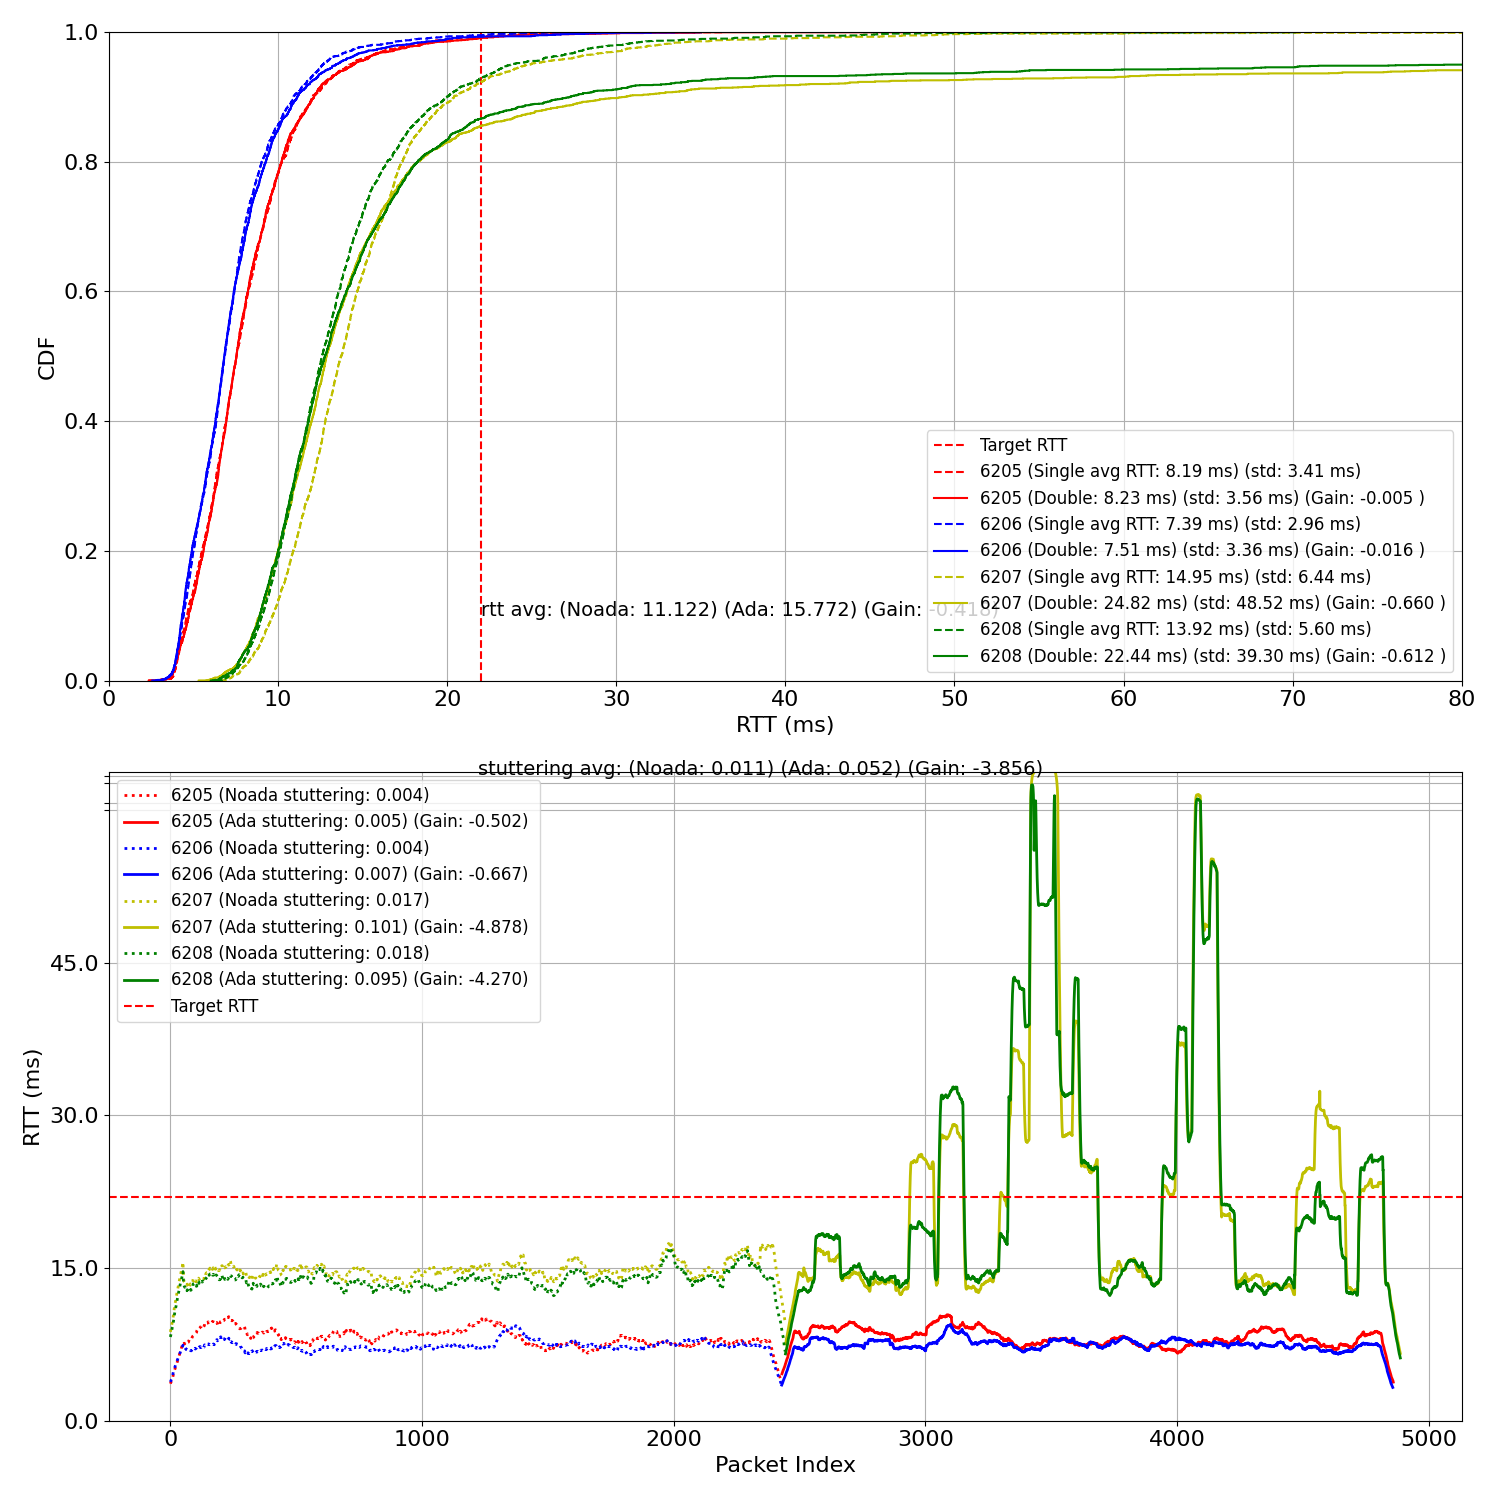 1.0
0.8
0.6
0.4
0.2
0.0
CDF
0
10
20
30
40
50
60
70
80
RTT (ms)
rtt avg: (Noada: 11.122) (Ada: 15.772) (Gain: -0.418)
Target RTT
6205 (Single avg RTT: 8.19 ms) (std: 3.41 ms)
6205 (Double: 8.23 ms) (std: 3.56 ms) (Gain: -0.005 )
6206 (Single avg RTT: 7.39 ms) (std: 2.96 ms)
6206 (Double: 7.51 ms) (std: 3.36 ms) (Gain: -0.016 )
6207 (Single avg RTT: 14.95 ms) (std: 6.44 ms)
6207 (Double: 24.82 ms) (std: 48.52 ms) (Gain: -0.660 )
6208 (Single avg RTT: 13.92 ms) (std: 5.60 ms)
6208 (Double: 22.44 ms) (std: 39.30 ms) (Gain: -0.612 )
stuttering avg: (Noada: 0.011) (Ada: 0.052) (Gain: -3.856)
6205 (Noada stuttering: 0.004)
6205 (Ada stuttering: 0.005) (Gain: -0.502)
6206 (Noada stuttering: 0.004)
6206 (Ada stuttering: 0.007) (Gain: -0.667)
6207 (Noada stuttering: 0.017)
6207 (Ada stuttering: 0.101) (Gain: -4.878)
6208 (Noada stuttering: 0.018)
6208 (Ada stuttering: 0.095) (Gain: -4.270)
Target RTT
45.0
30.0
15.0
0.0
RTT (ms)
0
1000
2000
3000
4000
5000
Packet Index